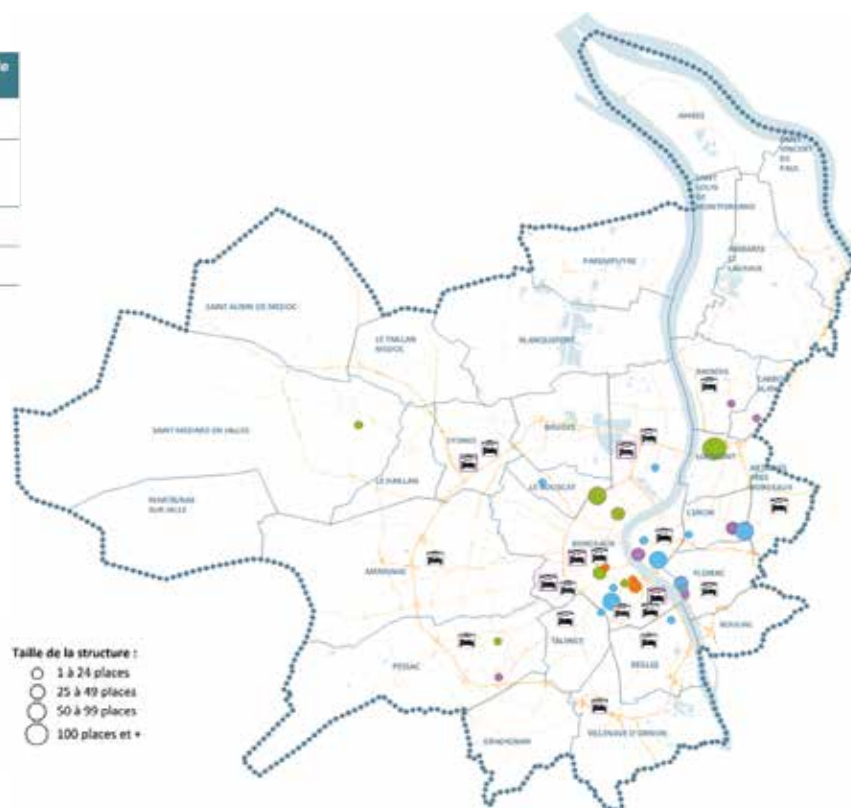 AMBÈS
SAINT
VINCENT
DE
PAUL
SAINT
LOUIS
DE
MONTFERRAND
AMBARÈS
ET
LAGRAVE
PAREMPUYRE
SAINT AUBIN DE MEDOC
LE TAILLAN
MEDOC
BLANQUEFORT
BASSENS
CARBON
BLANC
SAINT MEDARD EN JALLES
EYSINES
BRUGES
LORMONT
LE HAILLAN
LE BOUSCAT
ARTIGUES
PRES
BORDEAUX
MARTIGNAS
SUR JALLE
CENON
BORDEAUX
MERIGNAC
FLOIRAC
BOULIAC
TALENCE
PESSAC
BEGLES
GRADIGNAN
VILLENAVE D'ORNON
Taille de la structure :
1 à 24 places
25 à 49 places
50 à 99 places
100 places et +